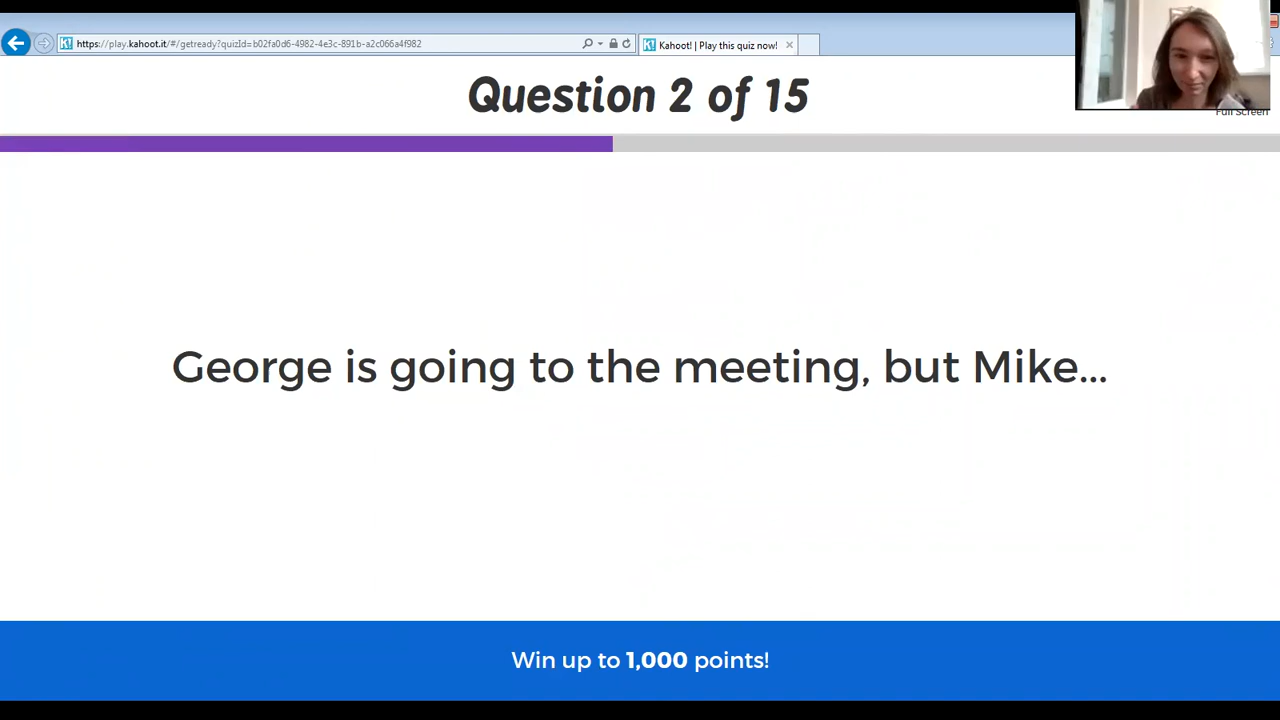 https://play.kahoot.it/#/getready?quizId=b02fa0d6-4982-4e3c-891b-a2c066a4f982
K! Kahoot! | Play this quiz now!
Question 2 of 15
Full Screen
George is going to the meeting, but Mike...
Win up to 1,000 points!